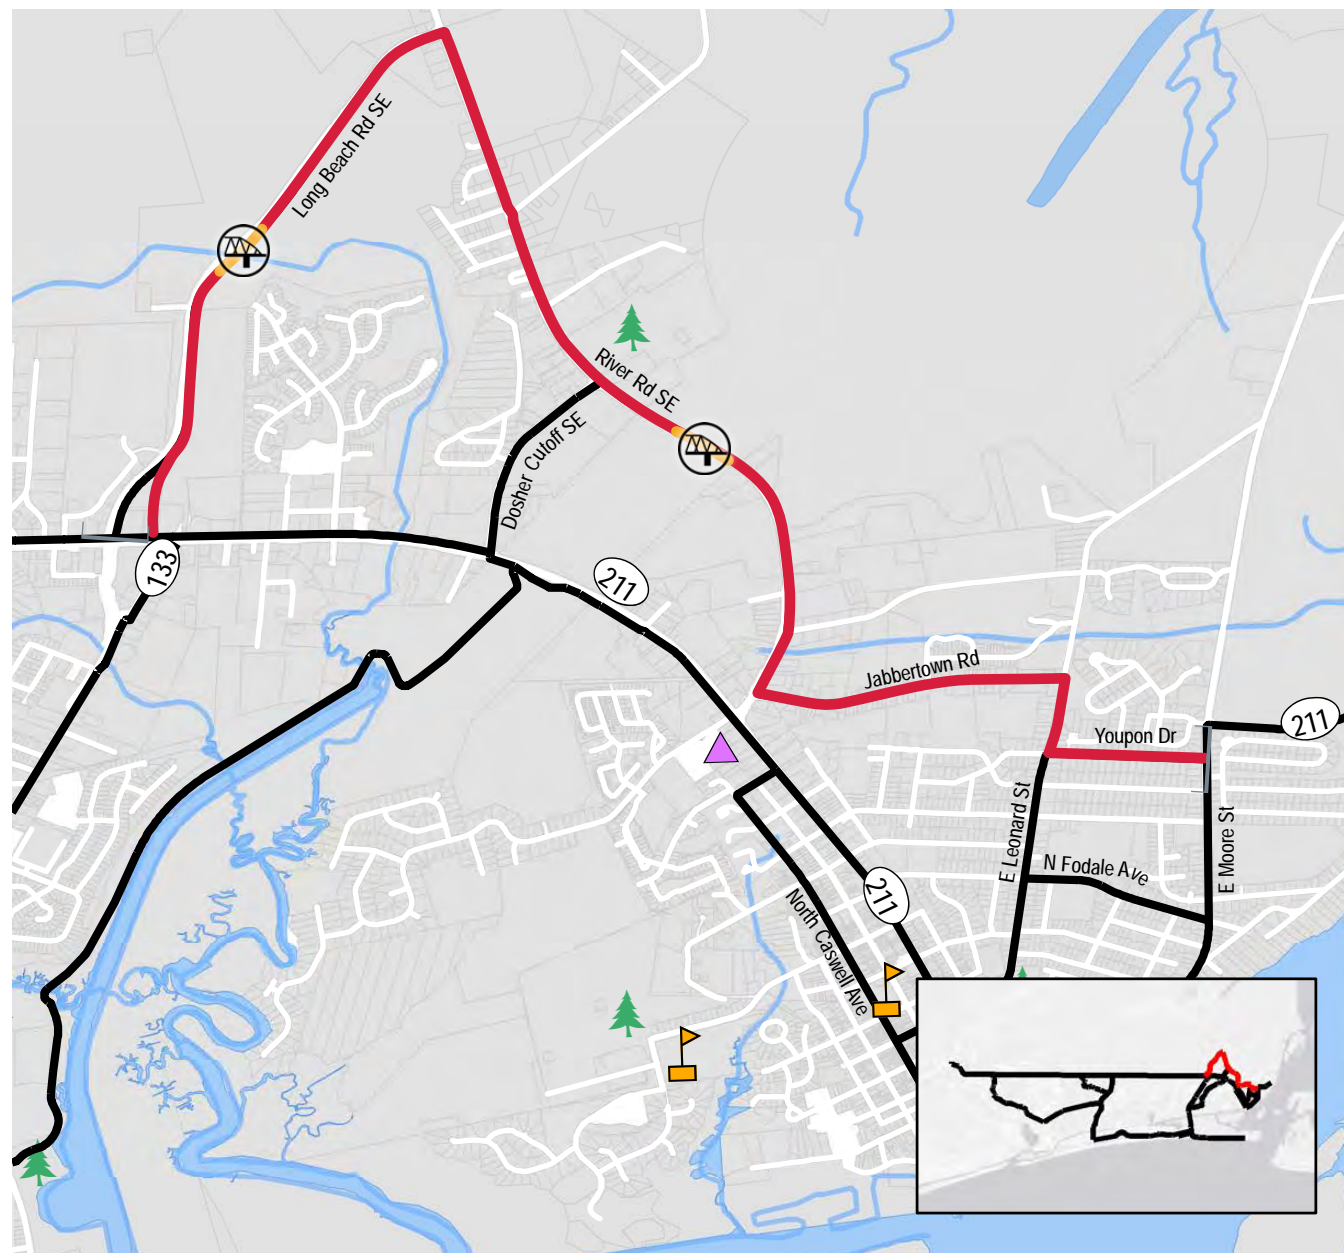 Long Beach Rd SE
River Rd SE
Dosher Cutoff SE
133
211
Jabbertown Rd
Youpon Dr
211
E Leonard St
N Fodale Ave
E Moore St
211
North Caswell Ave